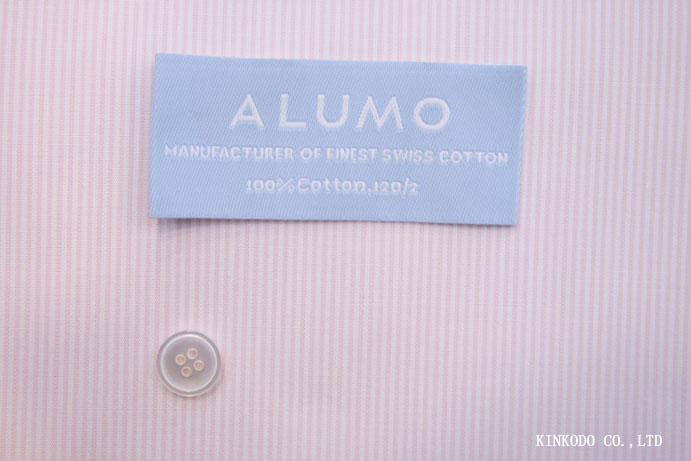 ALUMO
MANUFACTURER OF FINEST SWISS COTTON
100%Cotton,120/2
KINKODO CO.,LTD